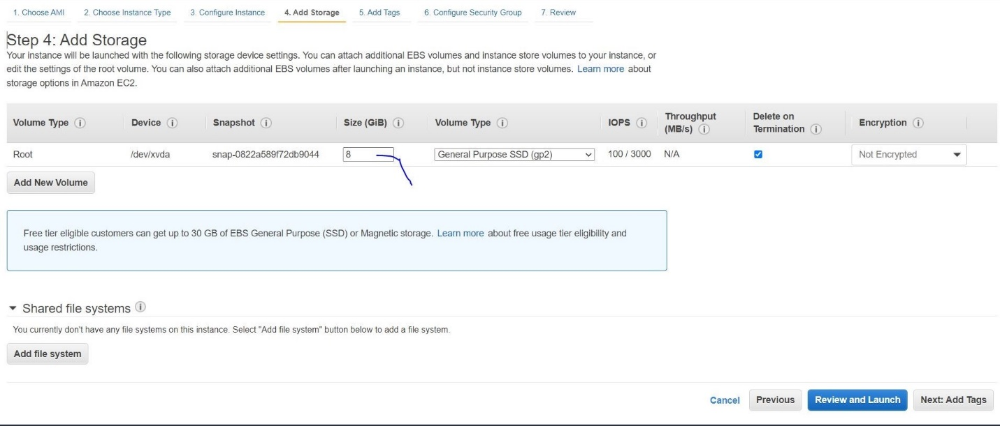 1. Choose AMI 2. Choose Instance Type 3. Configure Instance 4. Add Storage 5. Add Tags 6. Configure Security Group 7. Review
Step 4: Add Storage
Your instance will be launched with the following storage device settings. You can attach additional EBS volumes and instance store volumes to your instance, or
edit the settings of the root volume. You can also attach additional EBS volumes after launching an instance, but not instance store volumes. Learn more about
storage options in Amazon EC2.
Volume Type Device Snapshot Size (GiB) Volume Type IOPS Throughput (MB/s) Delete on Termination Encryption
Root /dev/xvda snap-0822a589f72db9044 8 General Purpose SSD (gp2) 100 / 3000 N/A Not Encrypted
Add New Volume
Free tier eligible customers can get up to 30 GB of EBS General Purpose (SSD) or Magnetic storage. Learn more about free usage tier eligibility and
usage restrictions.
Shared file systems
You currently don't have any file systems on this instance. Select "Add file system" button below to add a file system.
Add file system
Cancel Previous Review and Launch Next: Add Tags